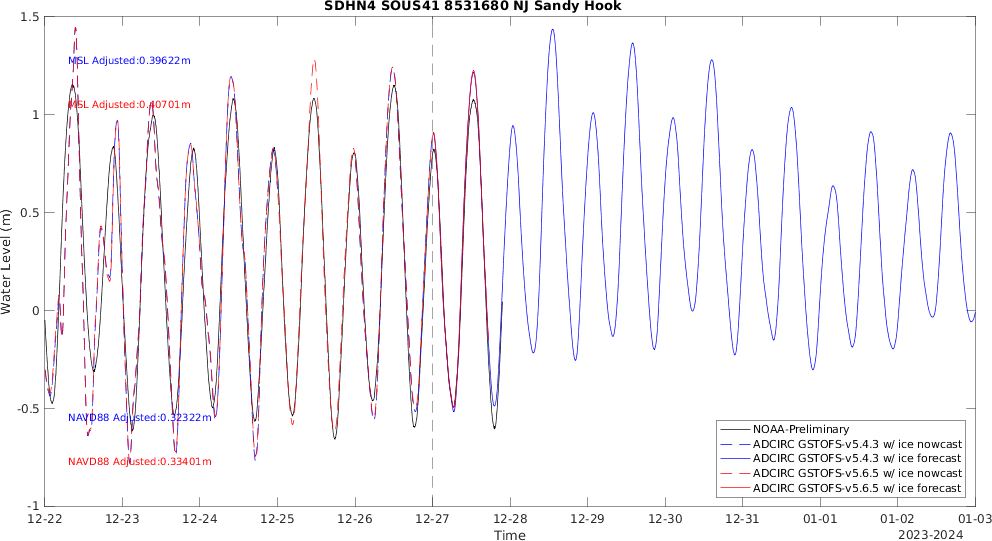 SDHN4 SOUS41 8531680 NJ Sandy Hook
1.5
1
0.5
0
-0.5
-1
Water Level (m)
MSL Adjusted:0.39622m
MSL Adjusted:0.40701m
NAVD88 Adjusted:0.32322m
NAVD88 Adjusted:0.33401m
NOAA-Preliminary
ADCIRC GSTOFS-v5.4.3 w/ ice nowcast
ADCIRC GSTOFS-v5.4.3 w/ ice forecast
ADCIRC GSTOFS-v5.6.5 w/ ice nowcast
ADCIRC GSTOFS-v5.6.5 w/ ice forecast
12-22 12-23 12-24 12-25 12-26 12-27 12-28 12-29 12-30 12-31 01-01 01-02 01-03
2023-2024
Time